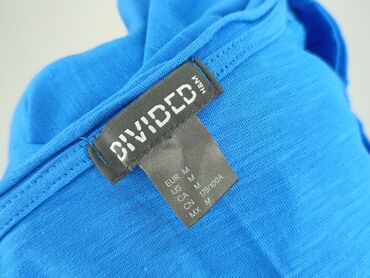 DIVIDED
H&M
EUR M
US M
CA M
CN 175/100A
MX M